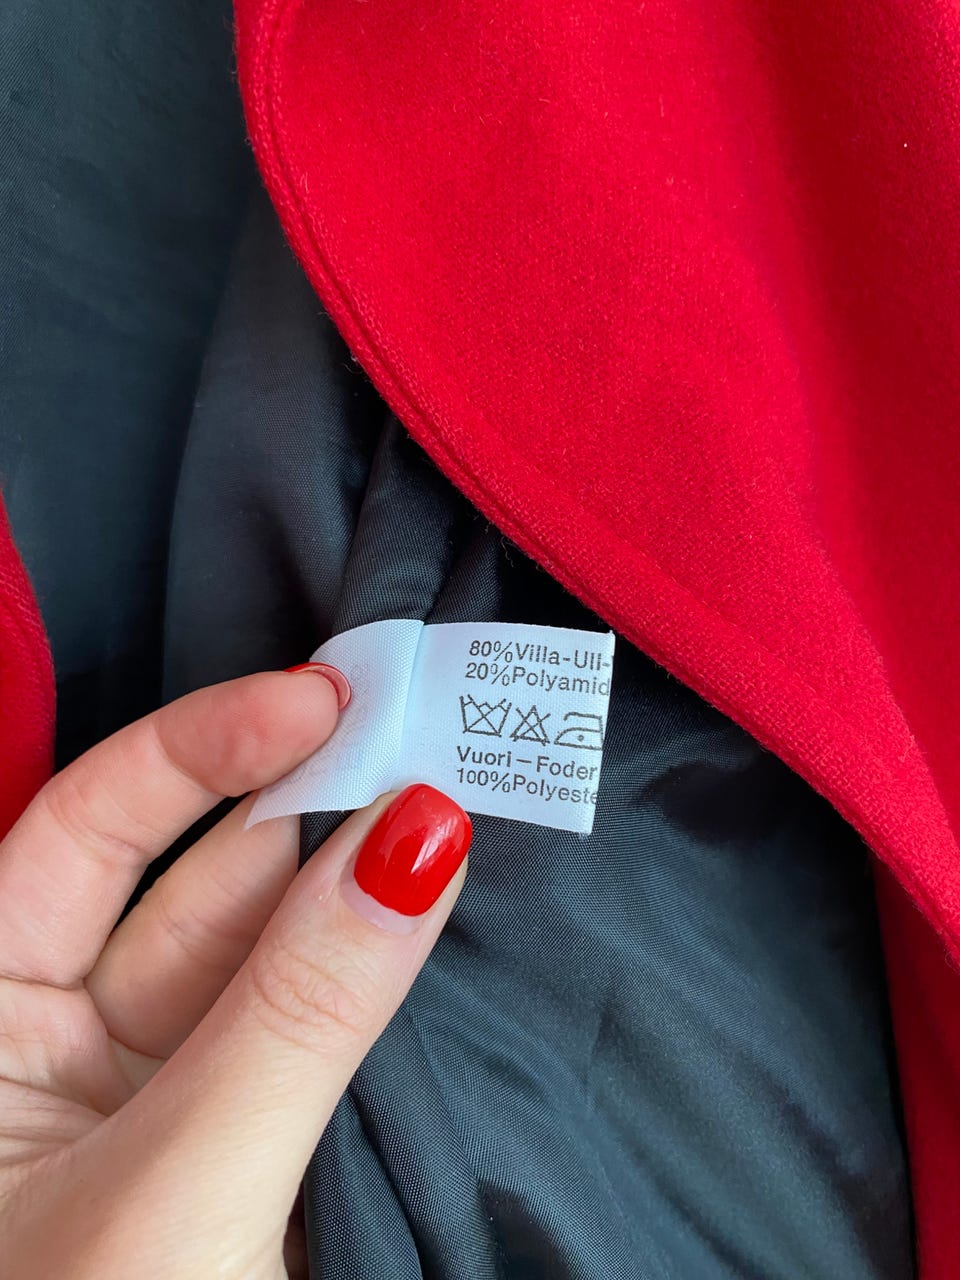 80%Villa-Ull-
20%Polyamid
Vuori–Foder
100%Polyeste